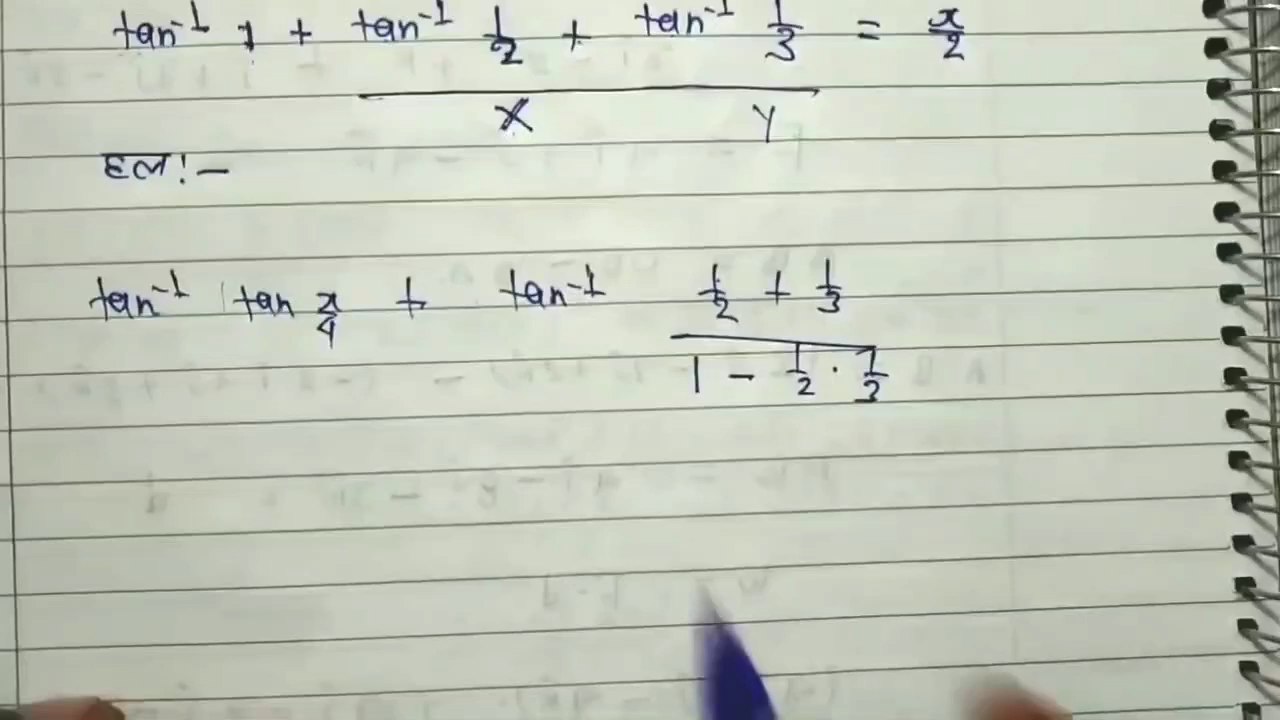 tan⁻¹ 1 + tan⁻¹ 1/2 + tan⁻¹ 1/3 = π/2
x y
हल :-
tan⁻¹ tan π/4 + tan⁻¹ 1/2 + 1/3
1 - 1/2 · 1/3